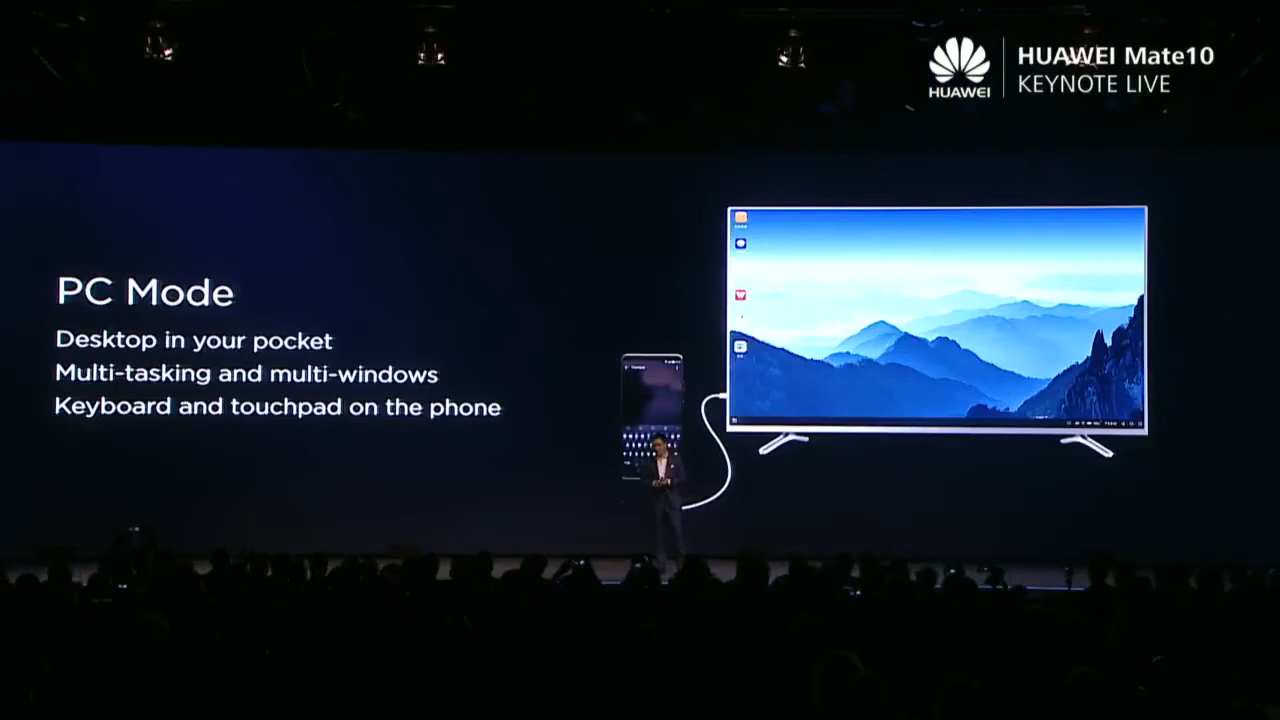 HUAWEI
HUAWEI Mate10
KEYNOTE LIVE
PC Mode
Desktop in your pocket
Multi-tasking and multi-windows
Keyboard and touchpad on the phone